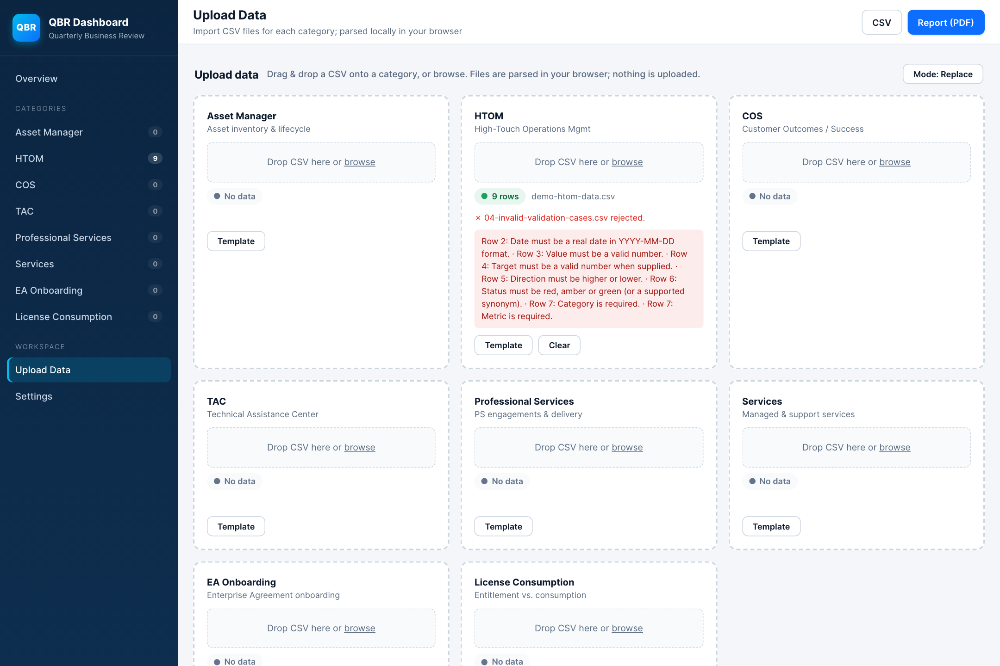 QBR
QBR Dashboard
Quarterly Business Review
Overview
CATEGORIES
Asset Manager 0
HTOM 9
COS 0
TAC 0
Professional Services 0
Services 0
EA Onboarding 0
License Consumption 0
WORKSPACE
Upload Data
Settings
Upload Data
Import CSV files for each category; parsed locally in your browser
CSV
Report (PDF)
Upload data
Drag & drop a CSV onto a category, or browse. Files are parsed in your browser; nothing is uploaded.
Mode: Replace
Asset Manager
Asset inventory & lifecycle
Drop CSV here or browse
No data
Template
HTOM
High-Touch Operations Mgmt
Drop CSV here or browse
9 rows
demo-htom-data.csv
× 04-invalid-validation-cases.csv rejected.
Row 2: Date must be a real date in YYYY-MM-DD
format. · Row 3: Value must be a valid number. · Row
4: Target must be a valid number when supplied. ·
Row 5: Direction must be higher or lower. · Row 6:
Status must be red, amber or green (or a supported
synonym). · Row 7: Category is required. · Row 7:
Metric is required.
Template
Clear
COS
Customer Outcomes / Success
Drop CSV here or browse
No data
Template
TAC
Technical Assistance Center
Drop CSV here or browse
No data
Template
Professional Services
PS engagements & delivery
Drop CSV here or browse
No data
Template
Services
Managed & support services
Drop CSV here or browse
No data
Template
EA Onboarding
Enterprise Agreement onboarding
Drop CSV here or browse
No data
License Consumption
Entitlement vs. consumption
Drop CSV here or browse
No data